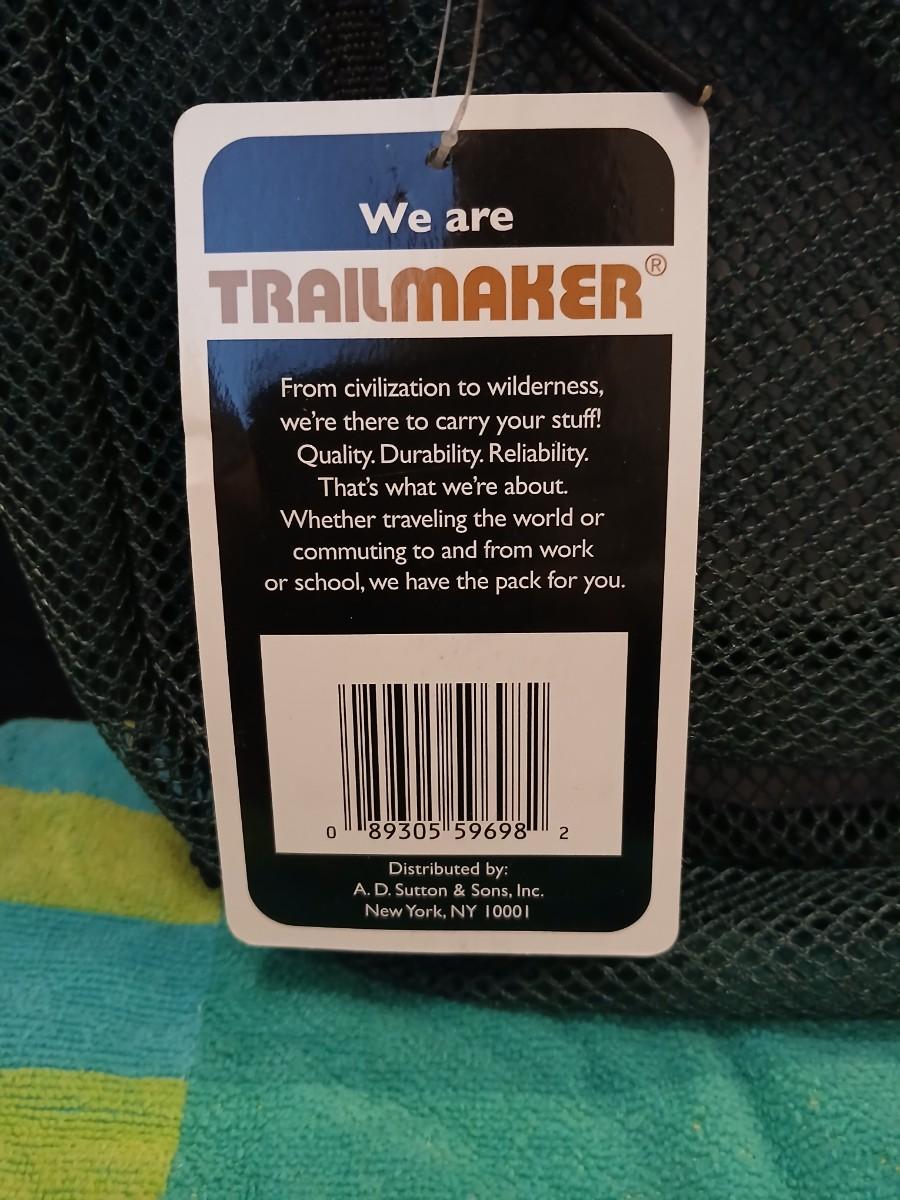 We are
TRAILMAKER®
From civilization to wilderness,
we're there to carry your stuff!
Quality. Durability. Reliability.
That's what we're about.
Whether traveling the world or
commuting to and from work
or school, we have the pack for you.
0 89305 59698 2
Distributed by:
A. D. Sutton & Sons, Inc.
New York, NY 10001